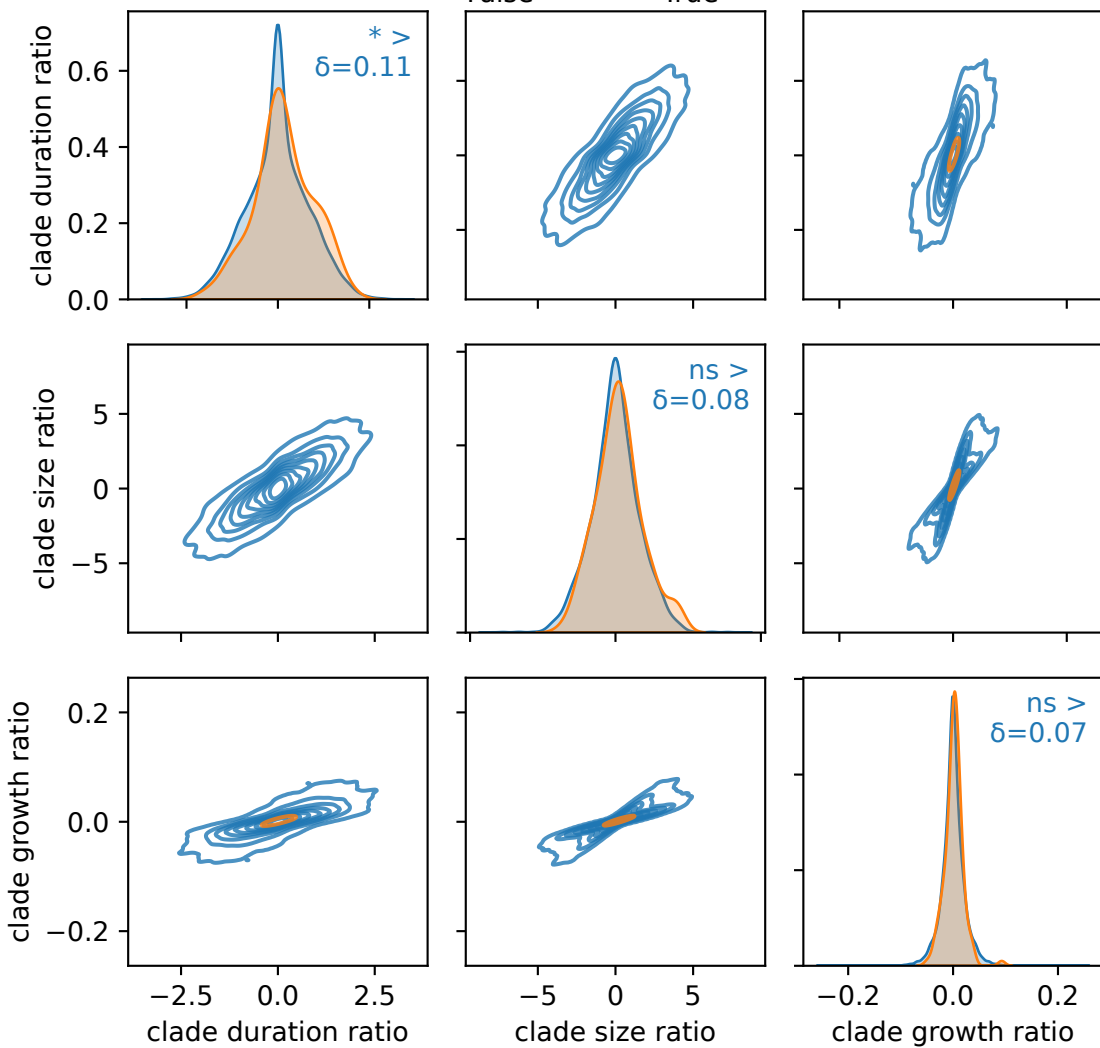 clade duration ratio
0.6
0.4
0.2
0.0
* >
δ=0.11
clade size ratio
5
0
−5
ns >
δ=0.08
clade growth ratio
0.2
0.0
−0.2
ns >
δ=0.07
−2.5 0.0 2.5
−5 0 5
−0.2 0.0 0.2
clade duration ratio
clade size ratio
clade growth ratio